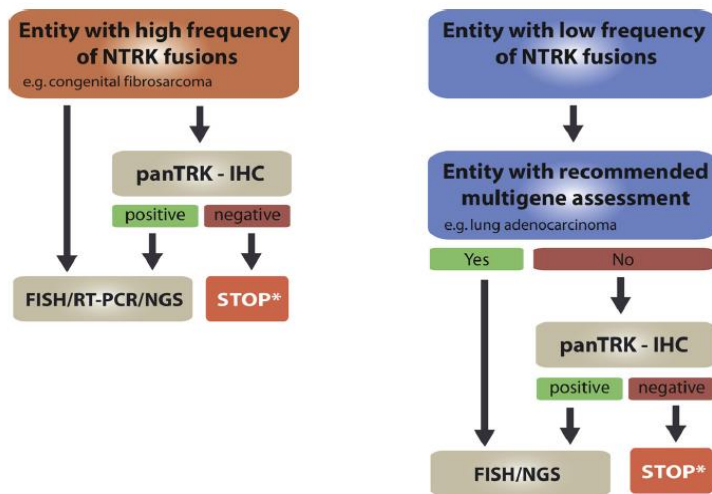 Entity with high frequency
of NTRK fusions
e.g. congenital fibrosarcoma
panTRK - IHC
positive
negative
FISH/RT-PCR/NGS
STOP*
Entity with low frequency
of NTRK fusions
Entity with recommended
multigene assessment
e.g. lung adenocarcinoma
Yes
No
panTRK - IHC
positive
negative
FISH/NGS
STOP*